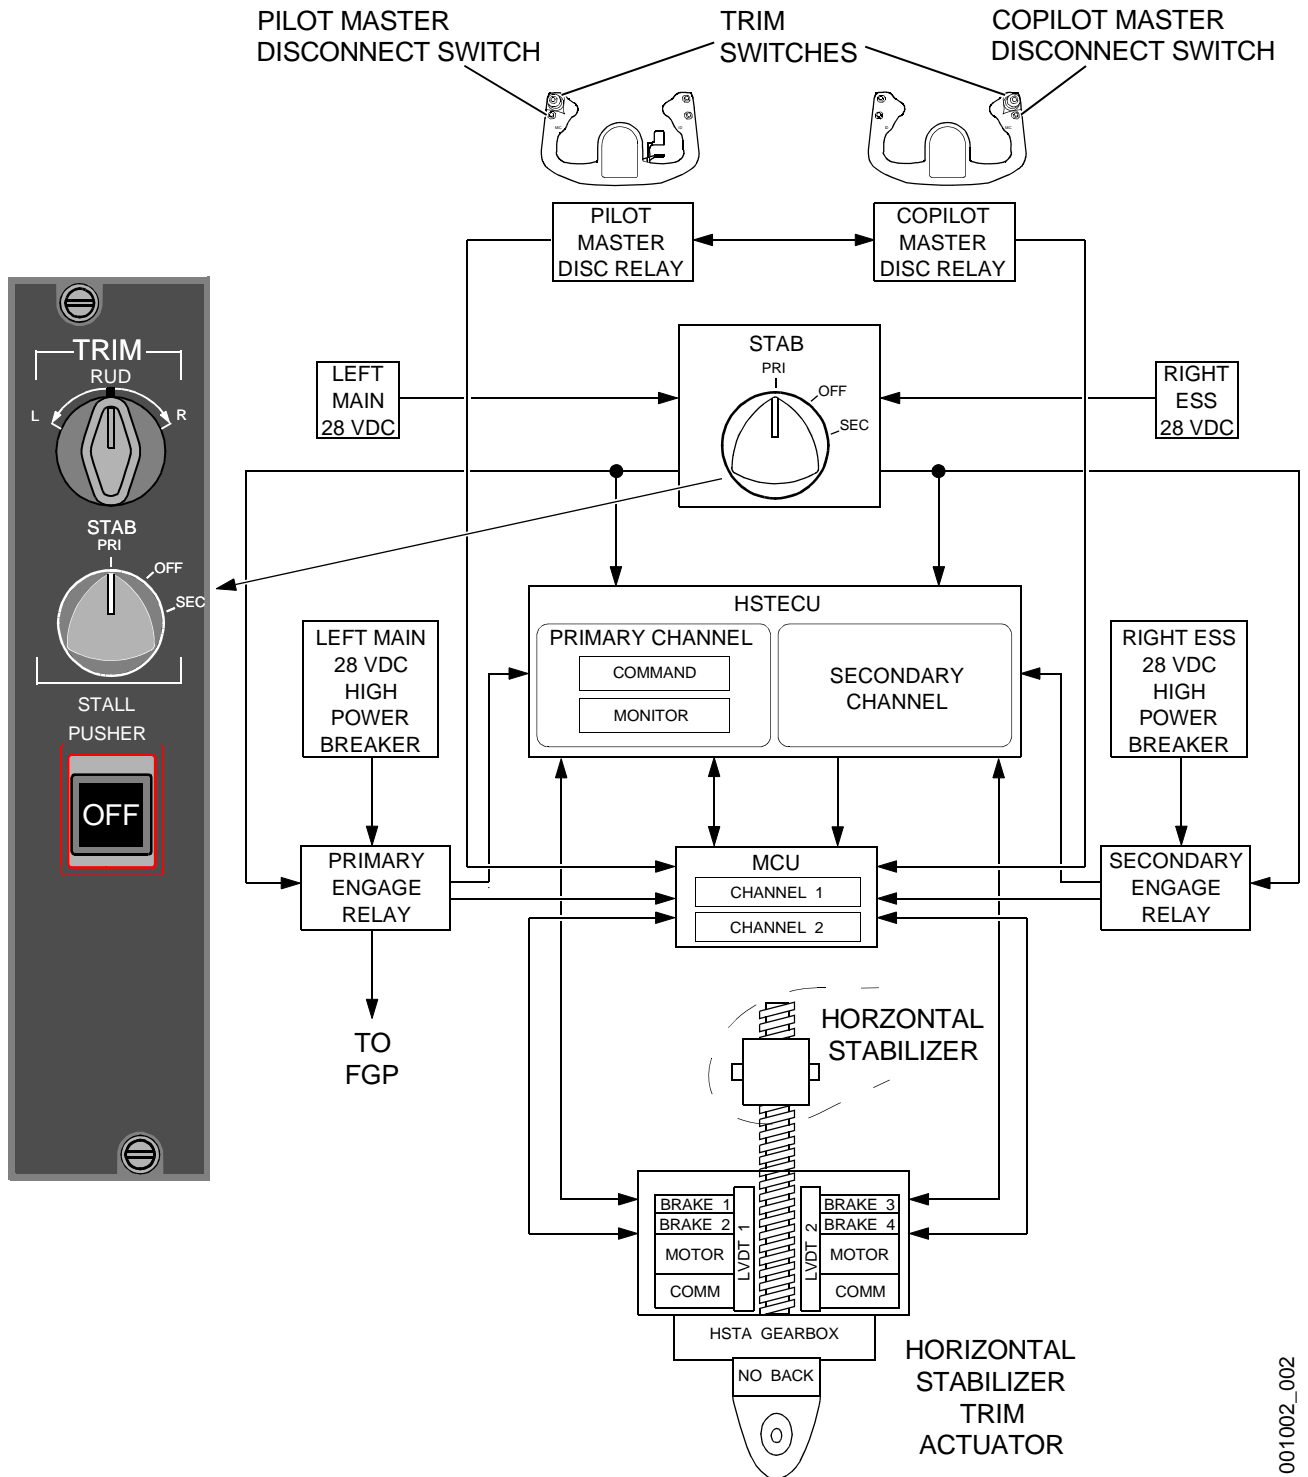 PILOT MASTER
DISCONNECT SWITCH
TRIM
SWITCHES
COPILOT MASTER
DISCONNECT SWITCH
PILOT
MASTER
DISC RELAY
COPILOT
MASTER
DISC RELAY
TRIM
RUD
L
R
STAB
PRI
OFF
SEC
STALL
PUSHER
OFF
LEFT
MAIN
28 VDC
STAB
PRI
OFF
SEC
RIGHT
ESS
28 VDC
HSTECU
PRIMARY CHANNEL
COMMAND
MONITOR
SECONDARY
CHANNEL
LEFT MAIN
28 VDC
HIGH
POWER
BREAKER
RIGHT ESS
28 VDC
HIGH
POWER
BREAKER
PRIMARY
ENGAGE
RELAY
MCU
CHANNEL 1
CHANNEL 2
SECONDARY
ENGAGE
RELAY
TO
FGP
HORZONTAL
STABILIZER
BRAKE 1
BRAKE 2
MOTOR
COMM
LVDT 1
LVDT 2
BRAKE 3
BRAKE 4
MOTOR
COMM
HSTA GEARBOX
NO BACK
HORIZONTAL
STABILIZER
TRIM
ACTUATOR
001002_002